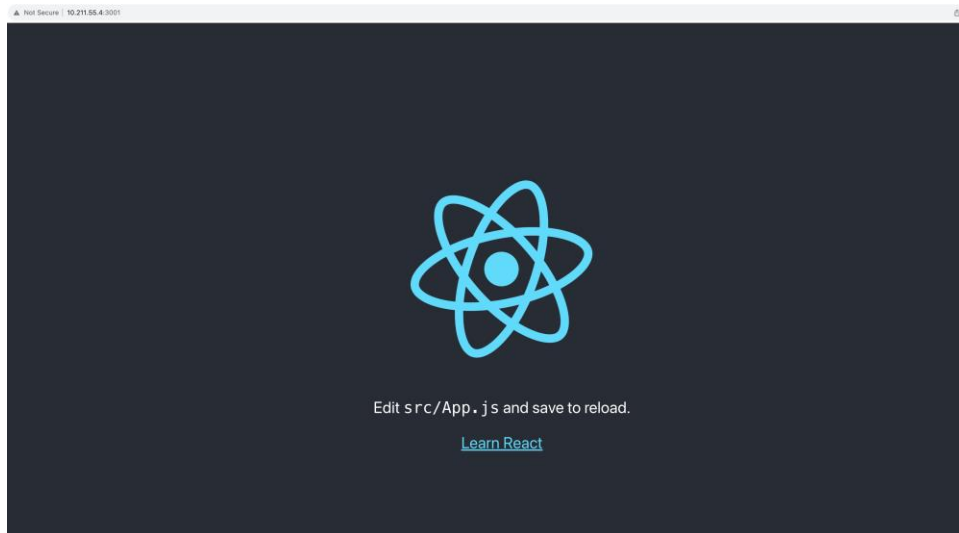 Not Secure | 10.211.55.4:3001
Edit src/App.js and save to reload.
Learn React